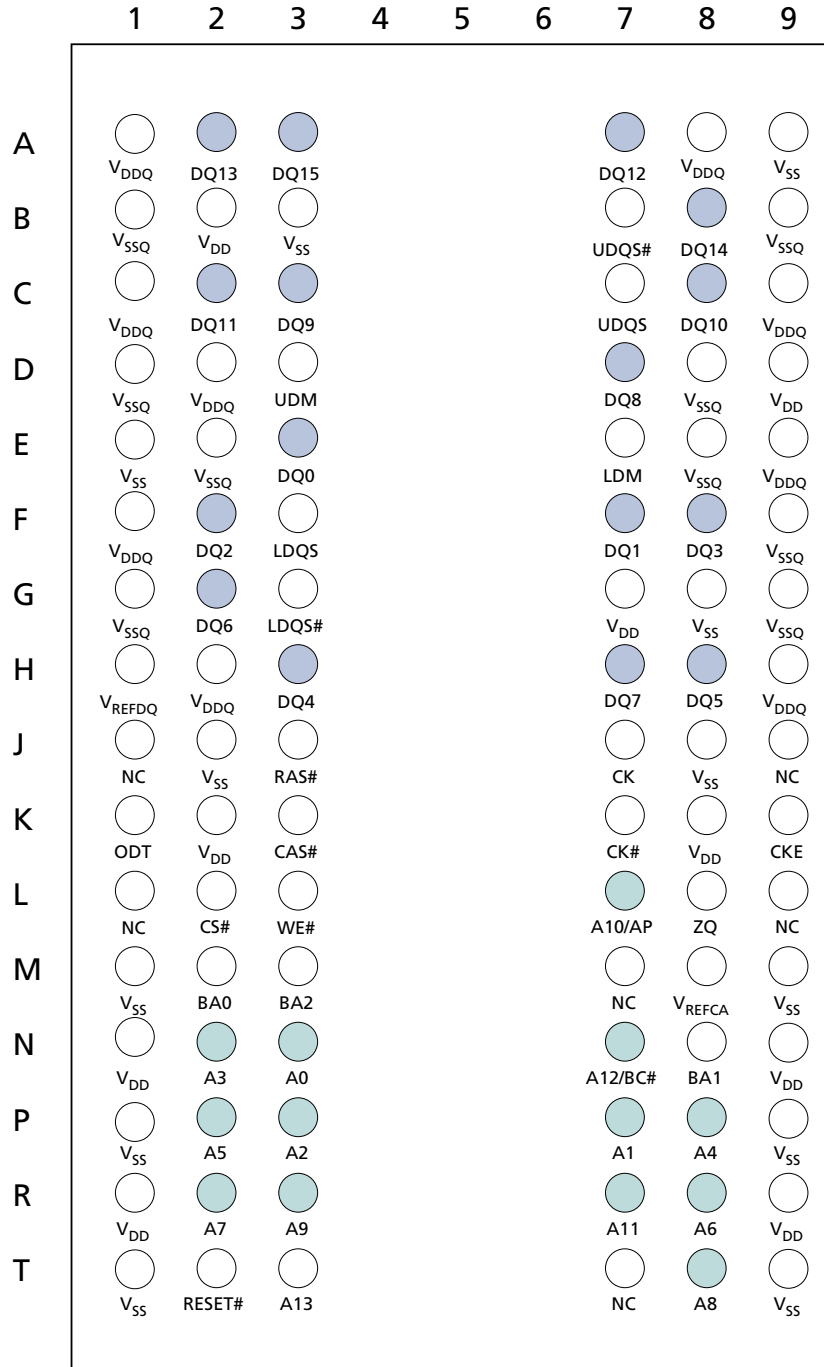 1 2 3 4 5 6 7 8 9
A
VDDQ DQ13 DQ15 DQ12 VDDQ VSS
B
VSSQ VDD VSS UDQS# DQ14 VSSQ
C
VDDQ DQ11 DQ9 UDQS DQ10 VDDQ
D
VSSQ VDDQ UDM DQ8 VSSQ VDD
E
VSS VSSQ DQ0 LDM VSSQ VDDQ
F
VDDQ DQ2 LDQS DQ1 DQ3 VSSQ
G
VSSQ DQ6 LDQS# VDD VSS VSSQ
H
VREFDQ VDDQ DQ4 DQ7 DQ5 VDDQ
J
NC VSS RAS# CK VSS NC
K
ODT VDD CAS# CK# VDD CKE
L
NC CS# WE# A10/AP ZQ NC
M
VSS BA0 BA2 NC VREFCA VSS
N
VDD A3 A0 A12/BC# BA1 VDD
P
VSS A5 A2 A1 A4 VSS
R
VDD A7 A9 A11 A6 VDD
T
VSS RESET# A13 NC A8 VSS